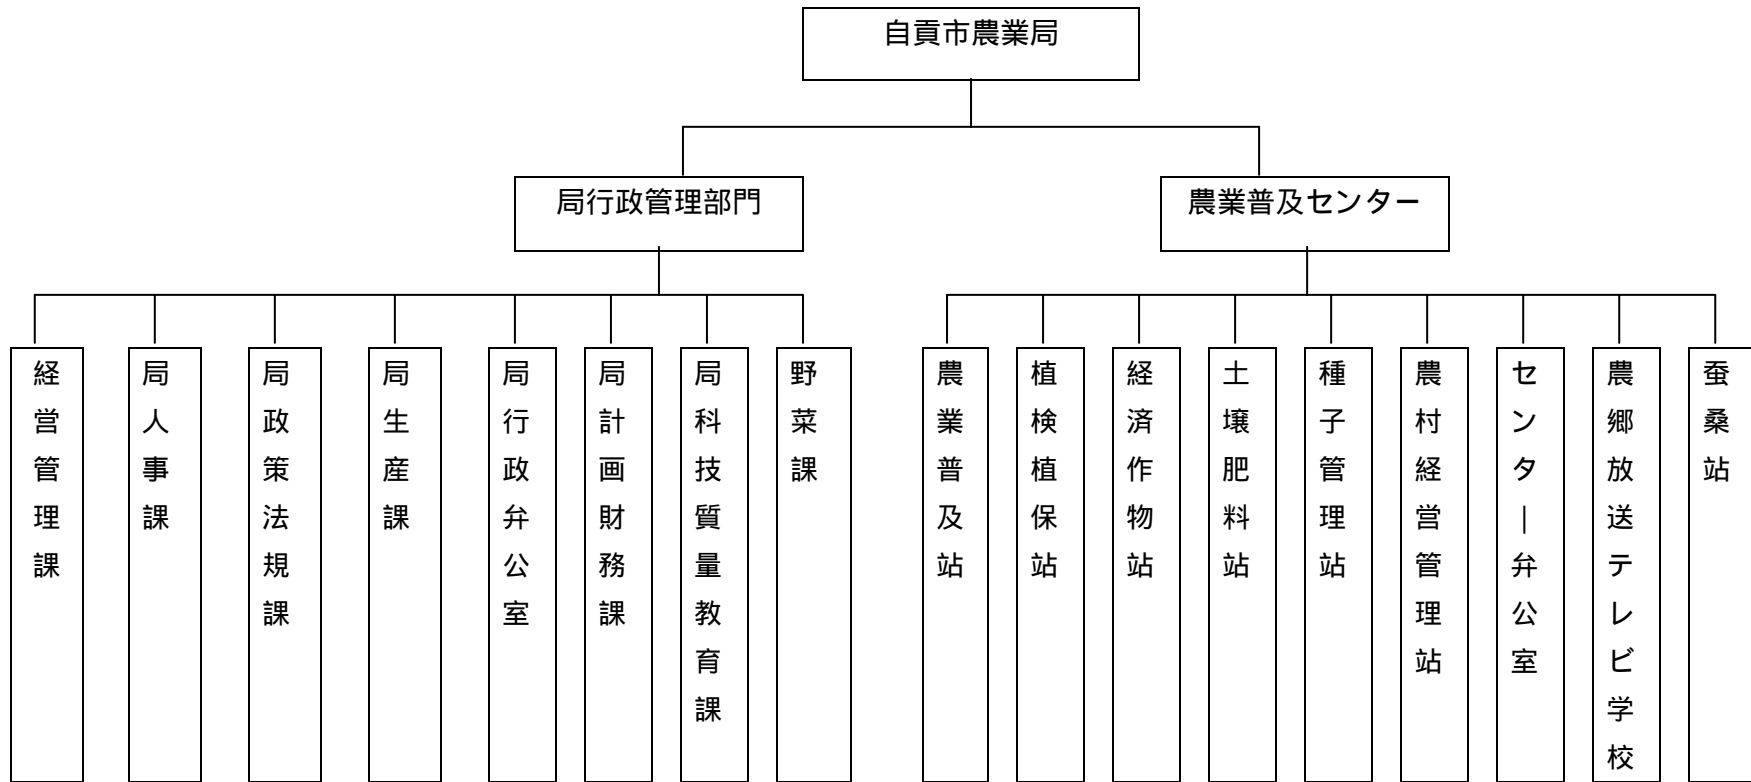 自貢市農業局
局行政管理部門
農業普及センター
経営管理課
局人事課
局政策法規課
局生産課
局行政弁公室
局計画財務課
局科技質量教育課
野菜課
農業普及站
植検植保站
経済作物站
土壌肥料站
種子管理站
農村経営管理站
センター弁公室
農郷放送テレビ学校
蚕桑站